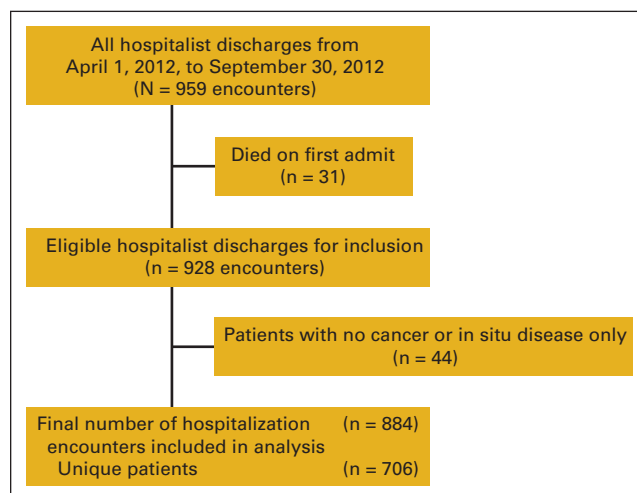 All hospitalist discharges from
April 1, 2012, to September 30, 2012
(N = 959 encounters)
Died on first admit
(n = 31)
Eligible hospitalist discharges for inclusion
(n = 928 encounters)
Patients with no cancer or in situ disease only
(n = 44)
Final number of hospitalization (n = 884)
encounters included in analysis
Unique patients (n = 706)